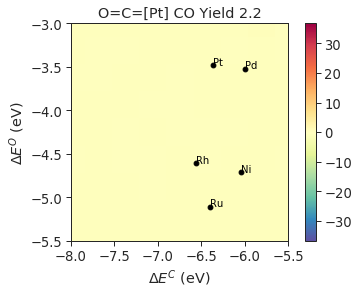 O=C=[Pt] CO Yield 2.2
−3.0
−3.5
−4.0
−4.5
−5.0
−5.5
ΔE^O (eV)
Pt
Pd
Rh
Ni
Ru
−8.0 −7.5 −7.0 −6.5 −6.0 −5.5
ΔE^C (eV)
30
20
10
0
−10
−20
−30